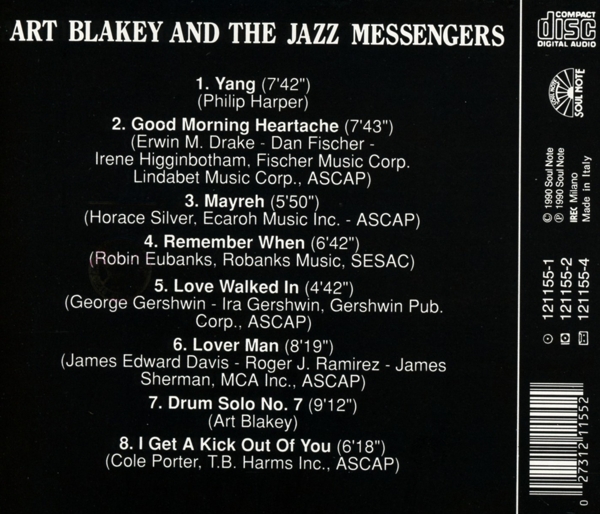 ART BLAKEY AND THE JAZZ MESSENGERS
1. Yang (7'42")
(Philip Harper)
2. Good Morning Heartache (7'43")
(Erwin M. Drake - Dan Fischer -
Irene Higginbotham, Fischer Music Corp.
Lindabet Music Corp., ASCAP)
3. Mayreh (5'50")
(Horace Silver, Ecaroh Music Inc. - ASCAP)
4. Remember When (6'42")
(Robin Eubanks, Robanks Music, SESAC)
5. Love Walked In (4'42")
(George Gershwin - Ira Gershwin, Gershwin Pub.
Corp., ASCAP)
6. Lover Man (8'19")
(James Edward Davis - Roger J. Ramirez - James
Sherman, MCA Inc., ASCAP)
7. Drum Solo No. 7 (9'12")
(Art Blakey)
8. I Get A Kick Out Of You (6'18")
(Cole Porter, T.B. Harms Inc., ASCAP)
COMPACT
disc
DIGITAL AUDIO
SOUL NOTE
SOUL NOTE
© 1990 Soul Note
℗ 1990 Soul Note
IREC Milano
Made in Italy
121155-1
121155-2
121155-4
0 27312 11552